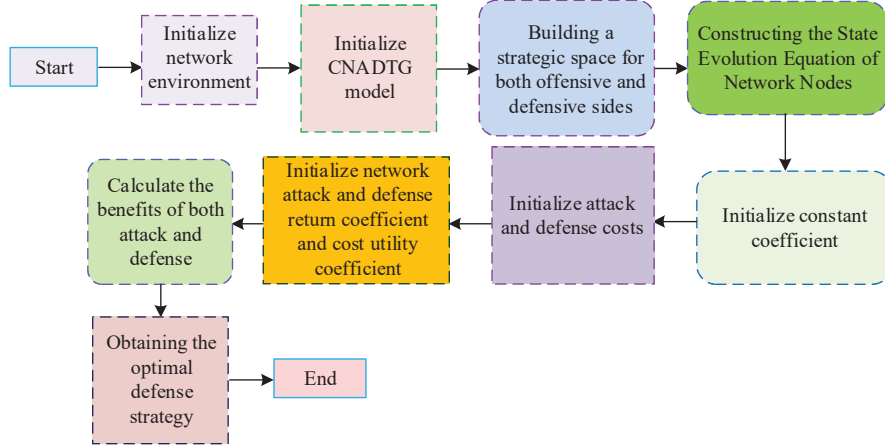 Start
Initialize
network
environment
Initialize
CNADTG
model
Building a
strategic space for
both offensive and
defensive sides
Constructing the State
Evolution Equation of
Network Nodes
Initialize constant
coefficient
Initialize attack
and defense costs
Initialize network
attack and defense
return coefficient
and cost utility
coefficient
Calculate the
benefits of both
attack and
defense
Obtaining the
optimal
defense
strategy
End